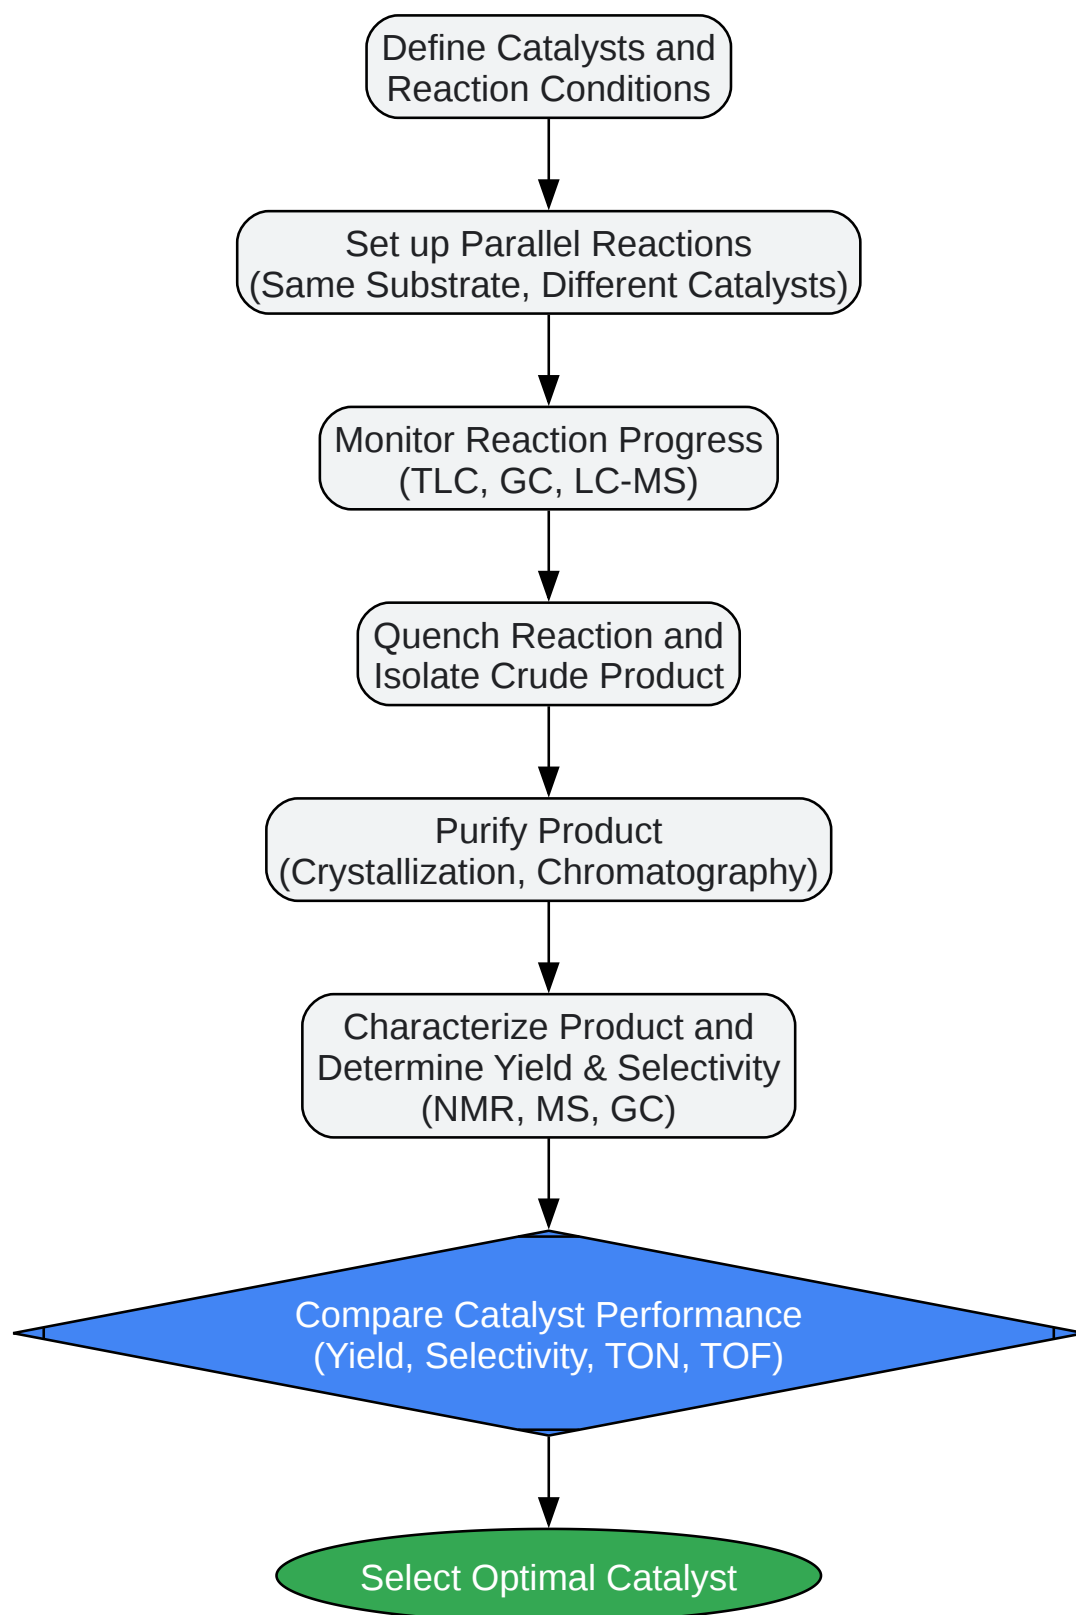 Define Catalysts and
Reaction Conditions
Set up Parallel Reactions
(Same Substrate, Different Catalysts)
Monitor Reaction Progress
(TLC, GC, LC-MS)
Quench Reaction and
Isolate Crude Product
Purify Product
(Crystallization, Chromatography)
Characterize Product and
Determine Yield & Selectivity
(NMR, MS, GC)
Compare Catalyst Performance
(Yield, Selectivity, TON, TOF)
Select Optimal Catalyst